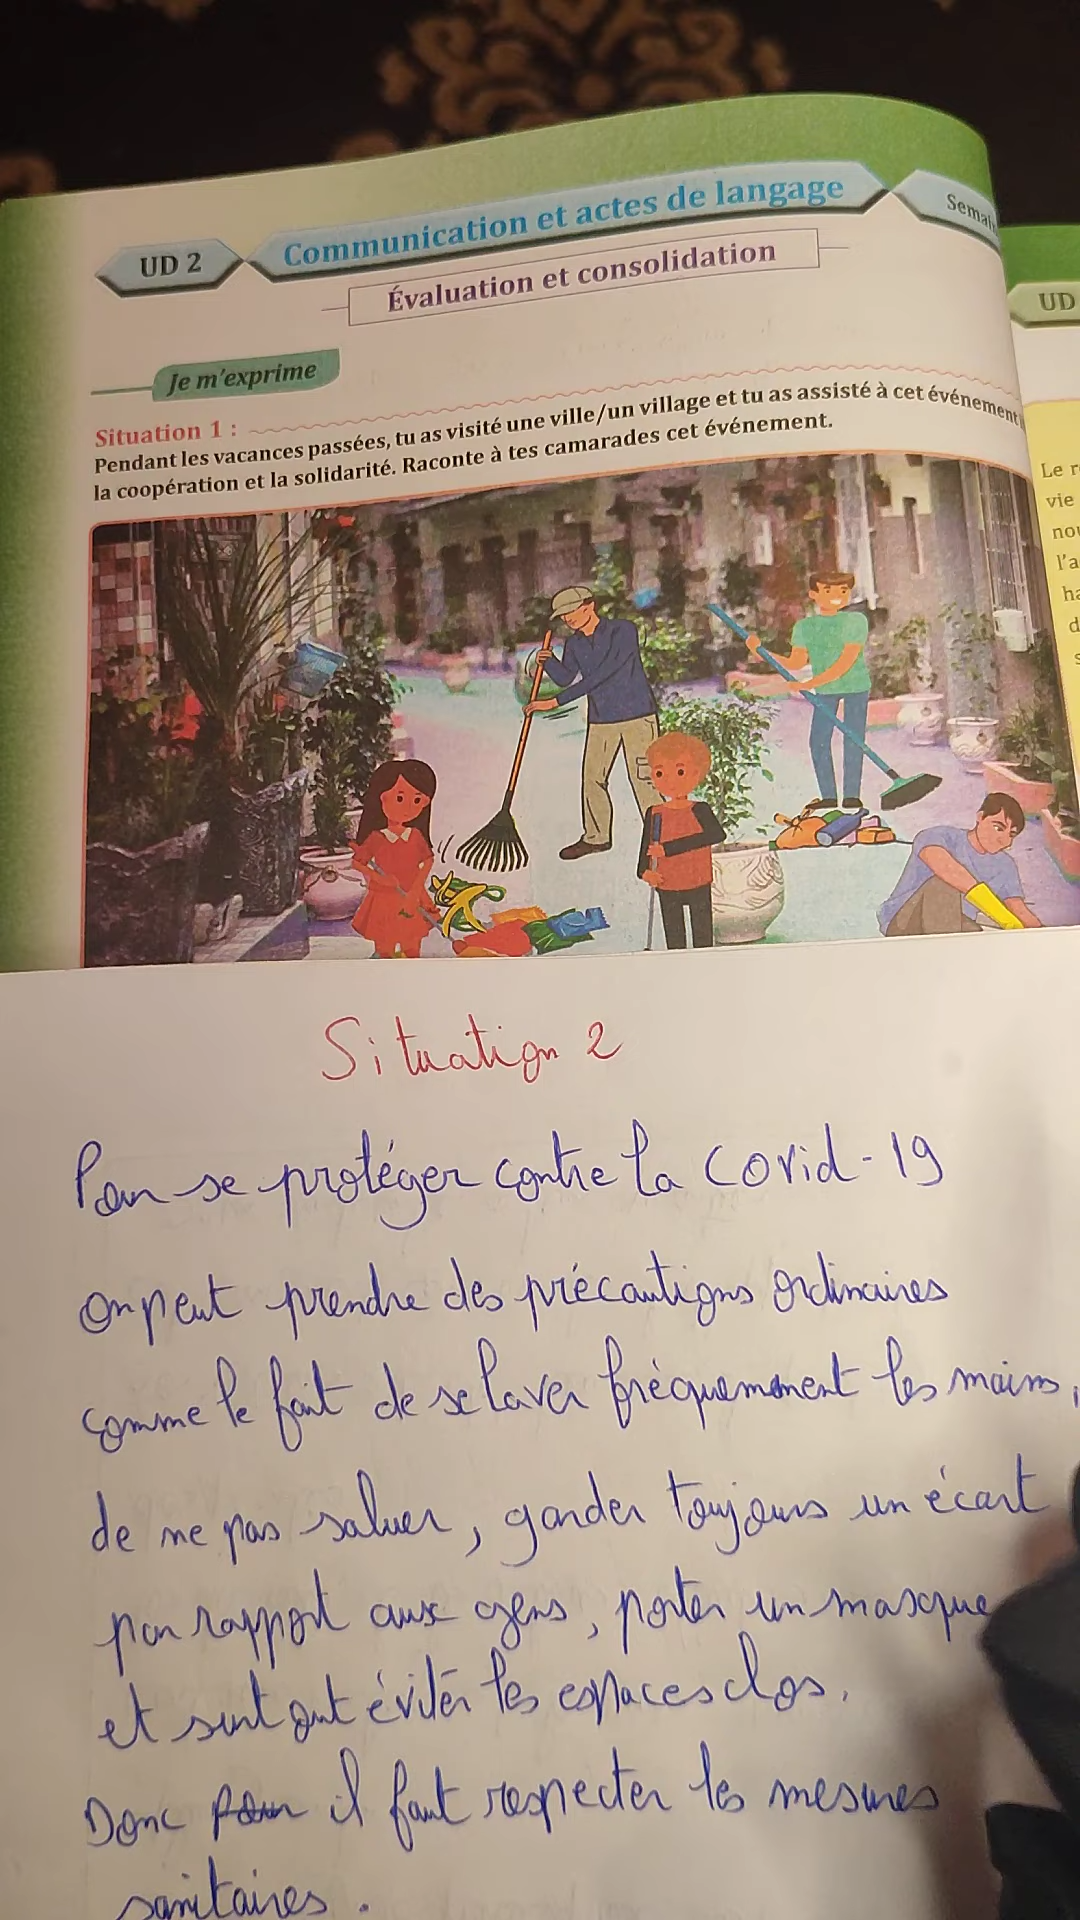 UD 2
Communication et actes de langage
Évaluation et consolidation
Je m'exprime
Situation 1 :
Pendant les vacances passées, tu as visité une ville/un village et tu as assisté à cet événement
la coopération et la solidarité. Raconte à tes camarades cet événement.
UD
Le r
vie
l'a
Situation 2
Pour se protéger contre la Covid-19
on peut prendre des précautions ordinaires
comme le fait de se laver fréquemment les mains,
de ne pas saluer, garder toujours un écart
par rapport aux gens, porter un masque
et surtout éviter les espaces clos.
Donc il faut respecter les mesures
sanitaires.